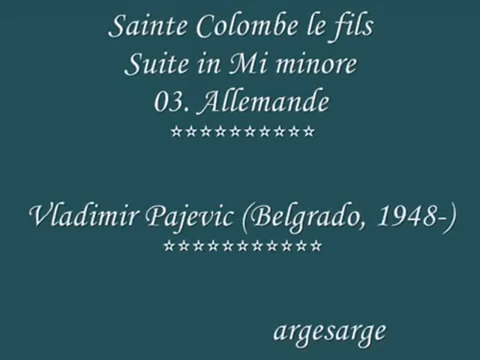 Sainte Colombe le fils
Suite in Mi minore
03. Allemande
**********
Vladimir Pajevic (Belgrado, 1948-)
***********
argesarge